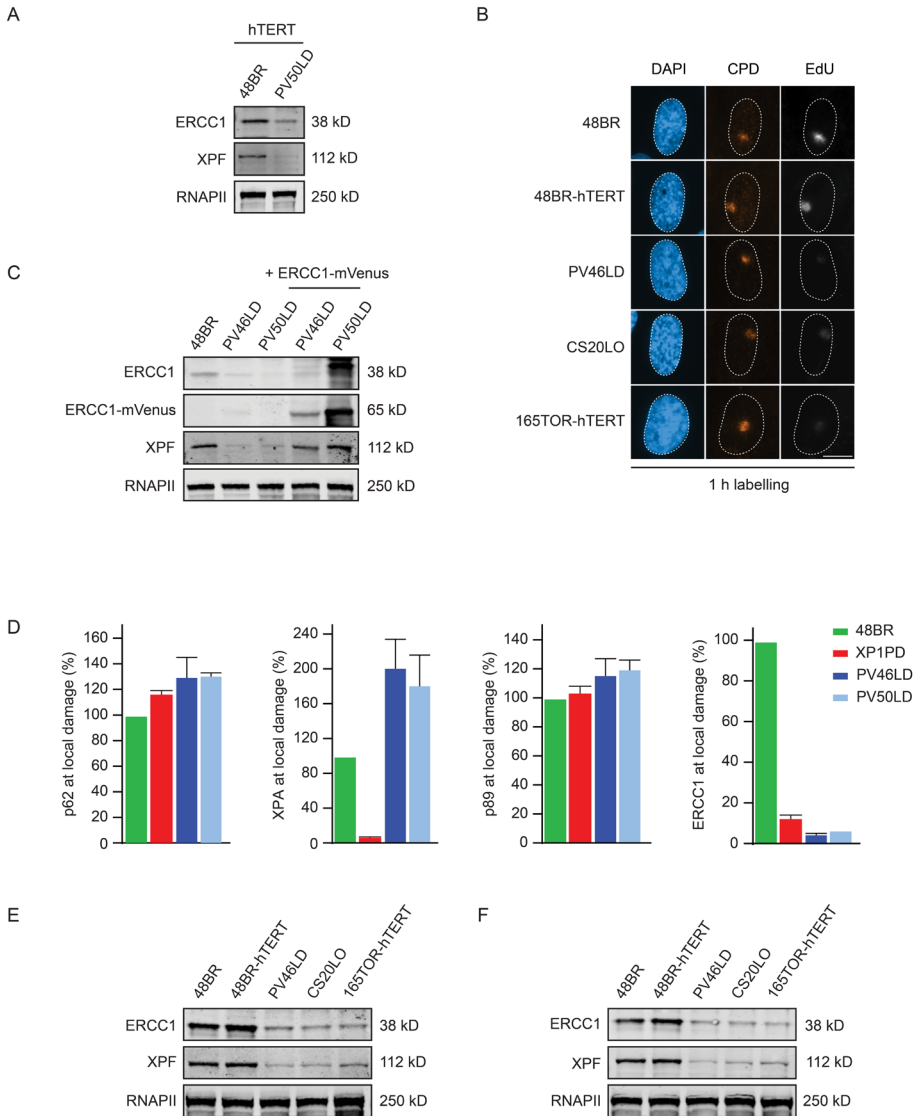 A
hTERT
48BR
PV50LD
ERCC1
38 kD
XPF
112 kD
RNAPII
250 kD
B
DAPI
CPD
EdU
48BR
48BR-hTERT
PV46LD
CS20LO
165TOR-hTERT
1 h labelling
C
+ ERCC1-mVenus
48BR
PV46LD
PV50LD
PV46LD
PV50LD
ERCC1
38 kD
ERCC1-mVenus
65 kD
XPF
112 kD
RNAPII
250 kD
D
p62 at local damage (%)
160
140
120
100
80
60
40
20
0
XPA at local damage (%)
240
200
160
120
80
40
0
p89 at local damage (%)
140
120
100
80
60
40
20
0
ERCC1 at local damage (%)
100
80
60
40
20
0
48BR
XP1PD
PV46LD
PV50LD
E
48BR
48BR-hTERT
PV46LD
CS20LO
165TOR-hTERT
ERCC1
38 kD
XPF
112 kD
RNAPII
250 kD
F
48BR
48BR-hTERT
PV46LD
CS20LO
165TOR-hTERT
ERCC1
38 kD
XPF
112 kD
RNAPII
250 kD